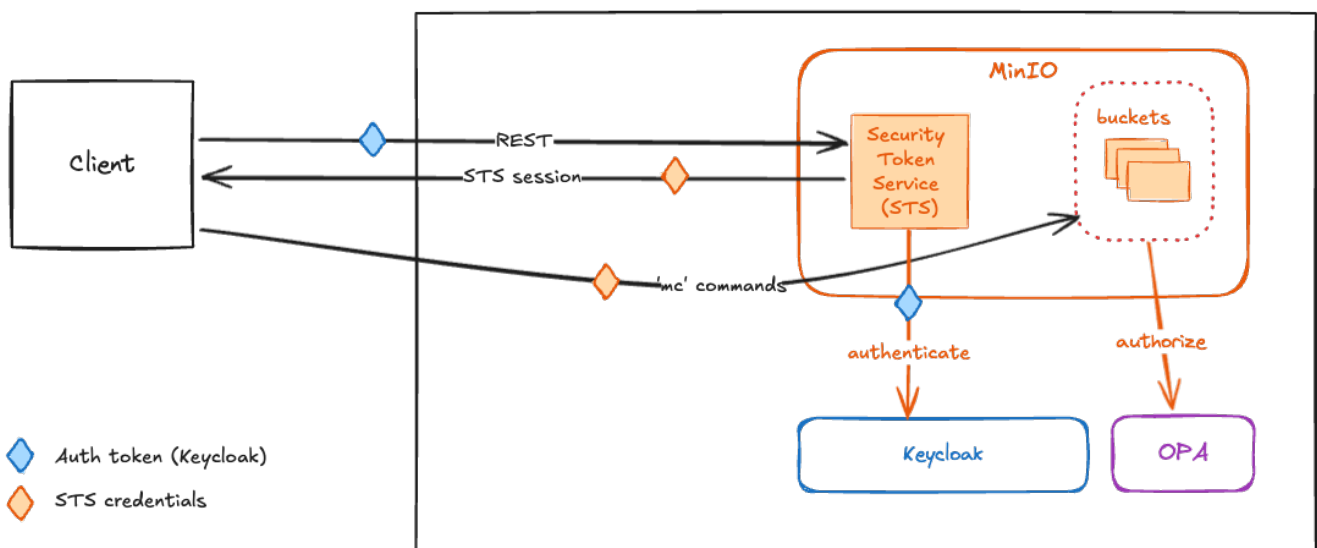 MinIO
buckets
Client
REST
STS session
Security
Token
Service
(STS)
'mc' commands
authenticate
authorize
Keycloak
OPA
Auth token (Keycloak)
STS credentials